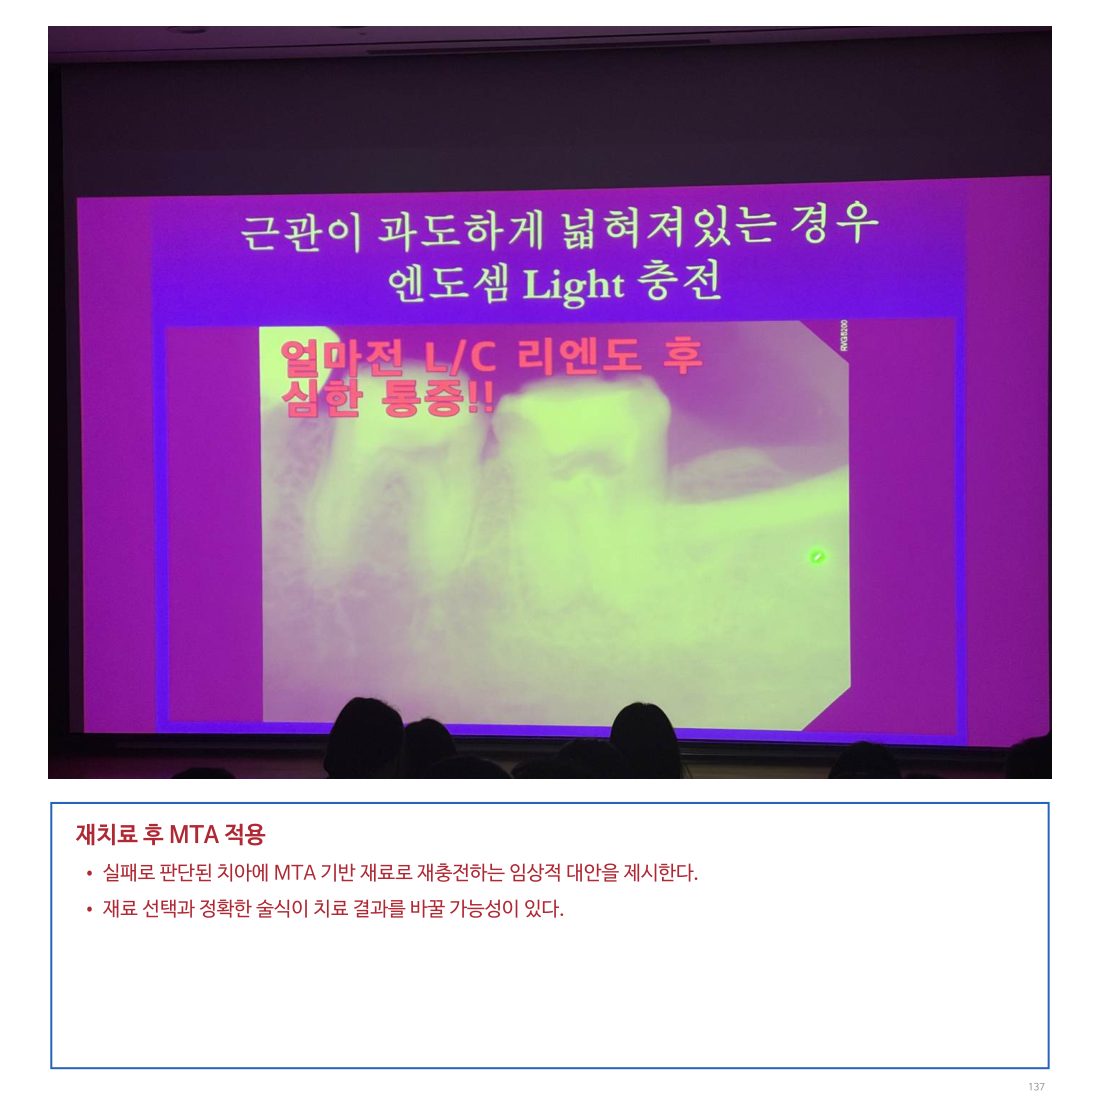 근관이 과도하게 넓혀져있는 경우
엔도셈 Light 충전
RVG5200
얼마전 L/C 리엔도 후
심한 통증!!
재치료 후 MTA 적용
• 실패로 판단된 치아에 MTA 기반 재료로 재충전하는 임상적 대안을 제시한다.
• 재료 선택과 정확한 술식이 치료 결과를 바꿀 가능성이 있다.
137